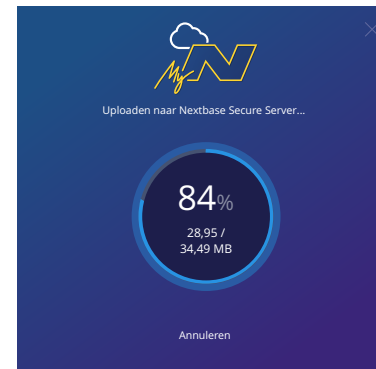 My N
Uploaden naar Nextbase Secure Server...
84%
28,95 /
34,49 MB
Annuleren